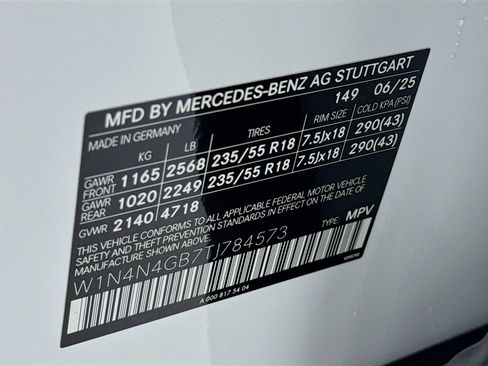 MFD BY MERCEDES-BENZ AG STUTTGART
MADE IN GERMANY 149 06/25
KG LB TIRES RIM SIZE COLD KPA(PSI)
GAWR FRONT 1165 2568 235/55 R18 7.5Jx18 290(43)
GAWR REAR 1020 2249 235/55 R18 7.5Jx18 290(43)
GVWR 2140 4718
THIS VEHICLE CONFORMS TO ALL APPLICABLE FEDERAL MOTOR VEHICLE
SAFETY, BUMPER AND THEFT PREVENTION STANDARDS IN EFFECT ON THE DATE OF
MANUFACTURE SHOWN ABOVE.
W1N4N4GB7TJ784573 TYPE: MPV
A 000 817 54 04